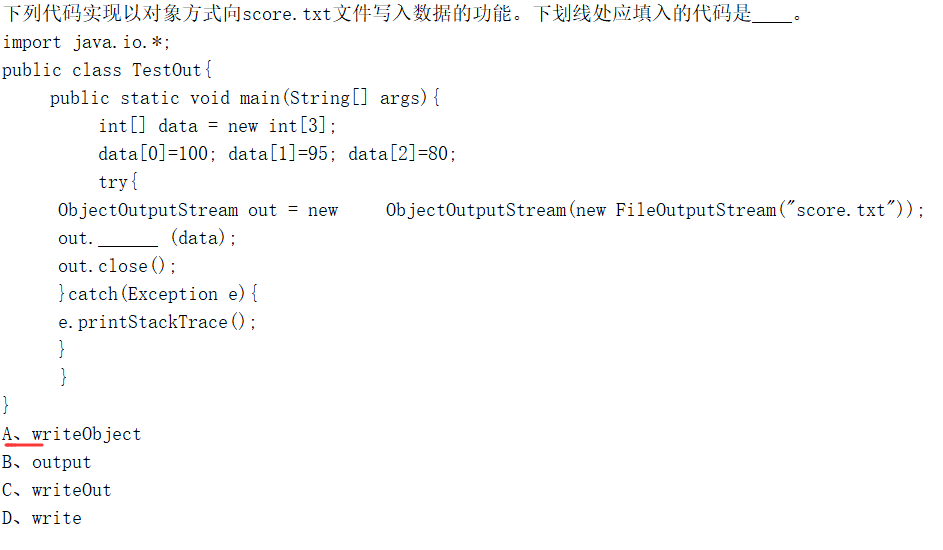 下列代码实现以对象方式向score.txt文件写入数据的功能。下划线处应填入的代码是____。
import java.io.*;
public class TestOut{
public static void main(String[] args){
int[] data = new int[3];
data[0]=100; data[1]=95; data[2]=80;
try{
ObjectOutputStream out = new ObjectOutputStream(new FileOutputStream("score.txt"));
out.______ (data);
out.close();
}catch(Exception e){
e.printStackTrace();
}
}
}
A、writeObject
B、output
C、writeOut
D、write